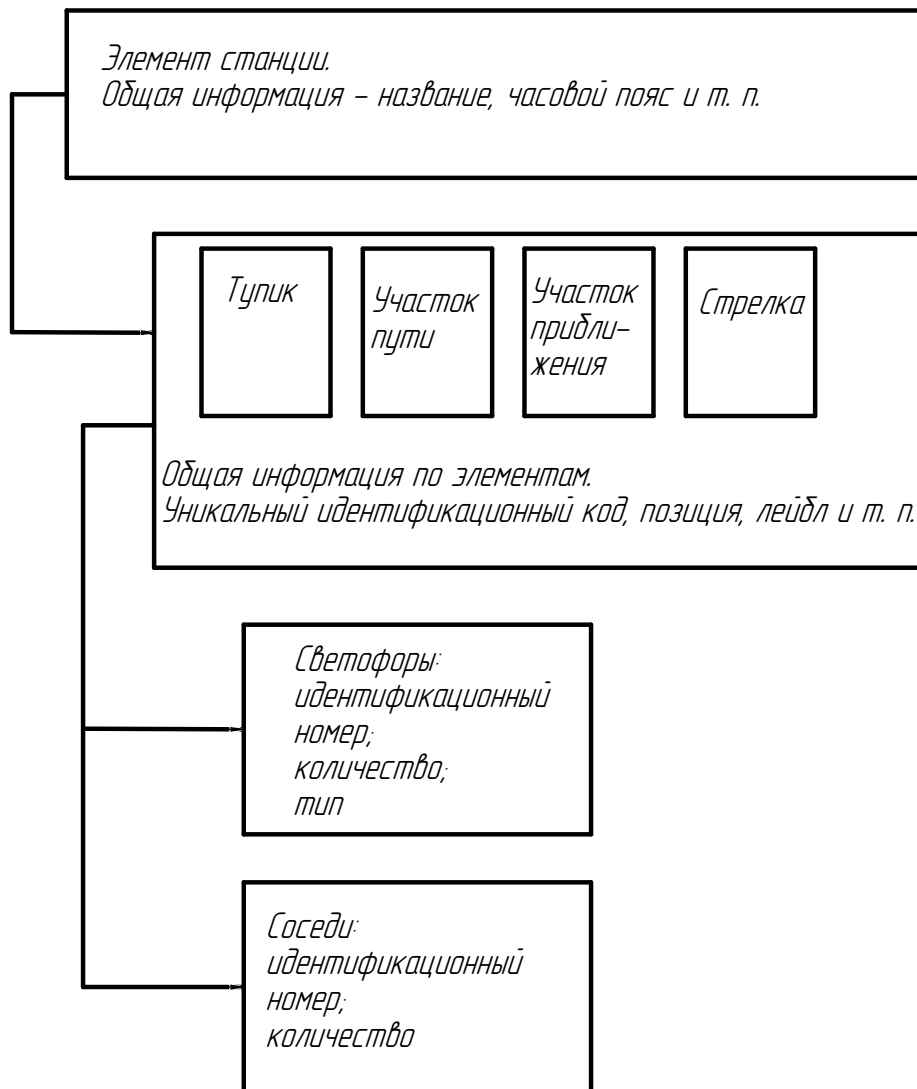 Элемент станции.
Общая информация – название, часовой пояс и т. п.
Тупик
Участок
пути
Участок
прибли-
жения
Стрелка
Общая информация по элементам.
Уникальный идентификационный код, позиция, лейбл и т. п.
Светофоры:
идентификационный
номер;
количество;
тип
Соседи:
идентификационный
номер;
количество